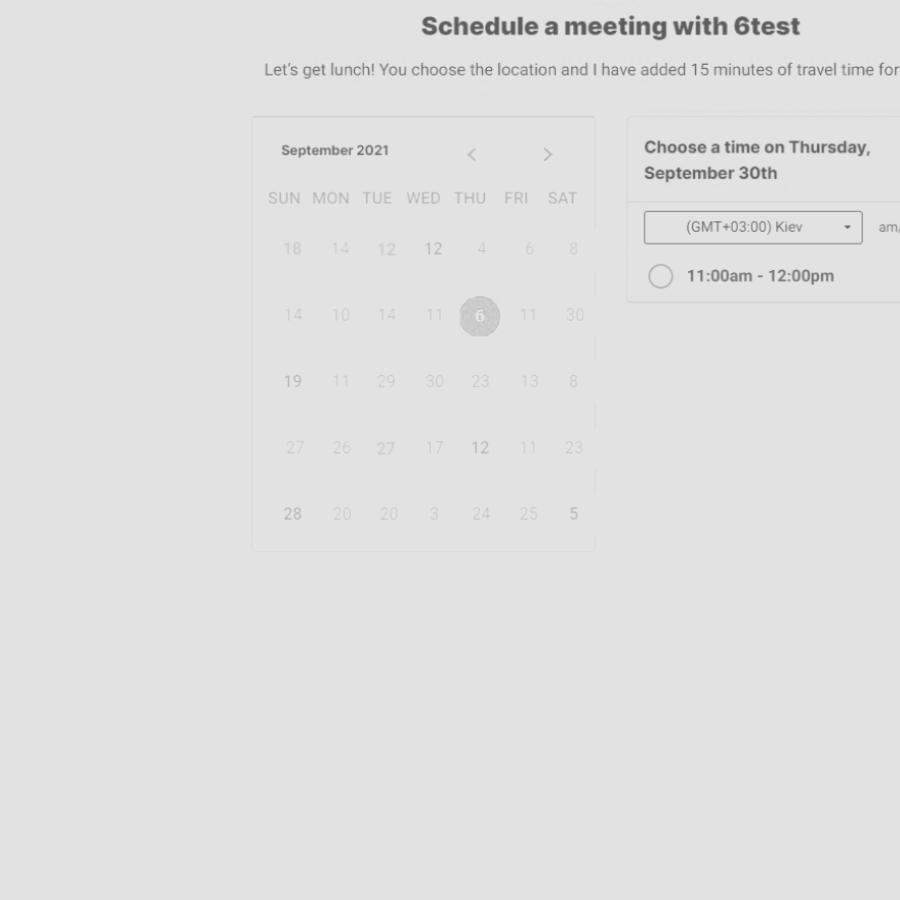 Schedule a meeting with 6test
Let's get lunch! You choose the location and I have added 15 minutes of travel time for
September 2021 < >
SUN MON TUE WED THU FRI SAT
18 14 12 12 4 6 8
14 10 14 11 6 11 30
19 11 29 30 23 13 8
27 26 27 17 12 11 23
28 20 20 3 24 25 5
Choose a time on Thursday,
September 30th
(GMT+03:00) Kiev am/
11:00am - 12:00pm